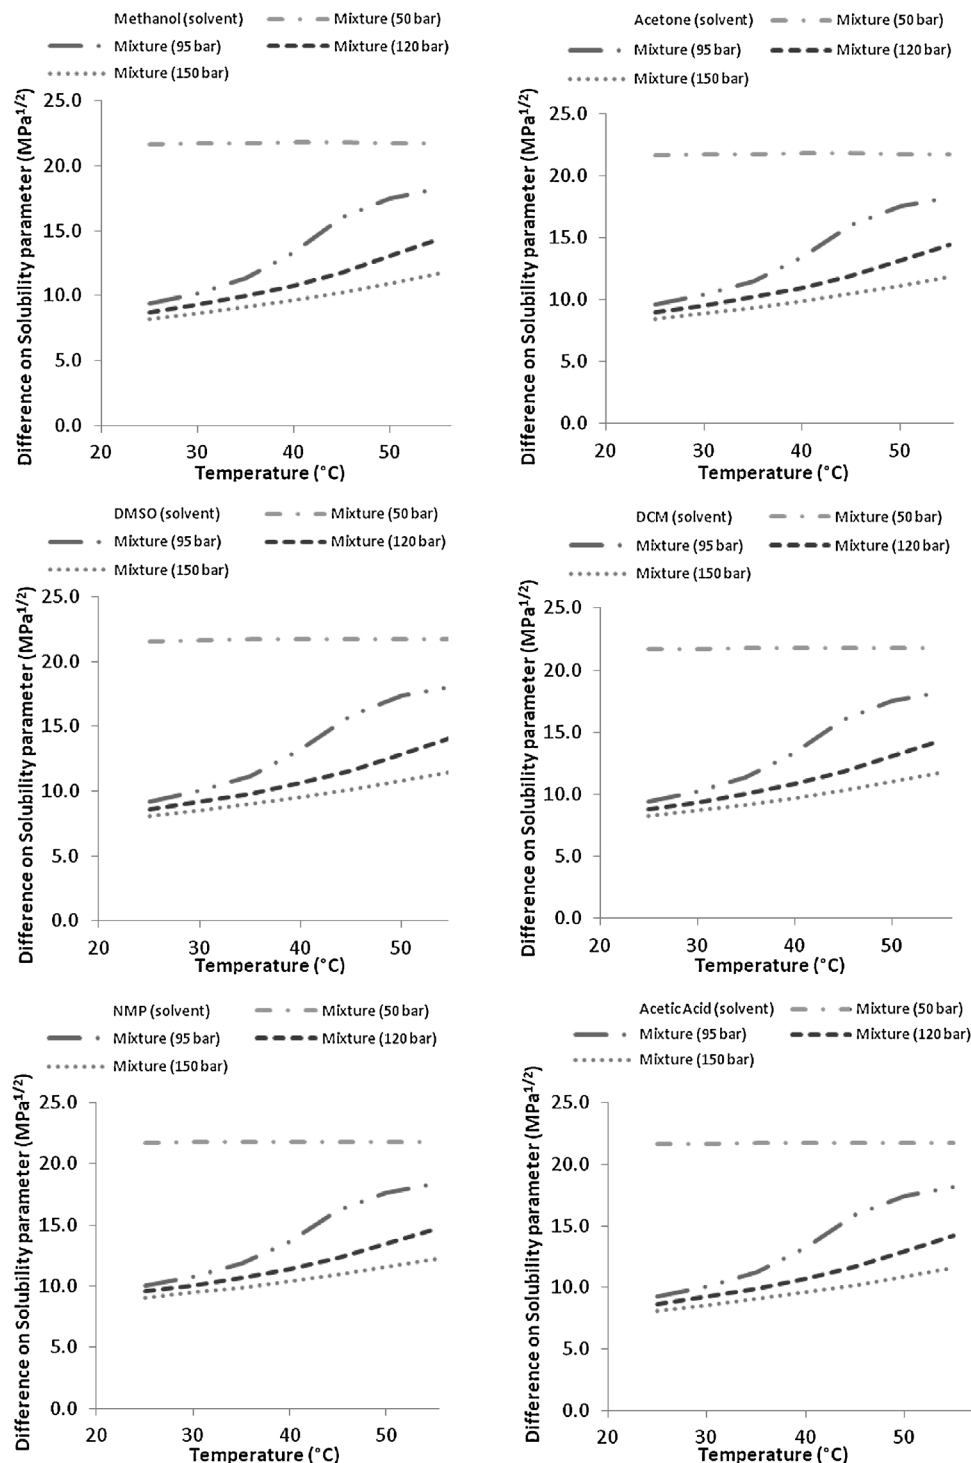 Methanol (solvent) Mixture (50 bar)
Mixture (95 bar) Mixture (120 bar)
Mixture (150 bar)
Difference on Solubility parameter (MPa1/2)
25.0
20.0
15.0
10.0
5.0
0.0
20 30 40 50
Temperature (°C)
Acetone (solvent) Mixture (50 bar)
Mixture (95 bar) Mixture (120 bar)
Mixture (150 bar)
Difference on Solubility parameter (MPa1/2)
25.0
20.0
15.0
10.0
5.0
0.0
20 30 40 50
Temperature (°C)
DMSO (solvent) Mixture (50 bar)
Mixture (95 bar) Mixture (120 bar)
Mixture (150 bar)
Difference on Solubility parameter (MPa1/2)
25.0
20.0
15.0
10.0
5.0
0.0
20 30 40 50
Temperature (°C)
DCM (solvent) Mixture (50 bar)
Mixture (95 bar) Mixture (120 bar)
Mixture (150 bar)
Difference on Solubility parameter (MPa1/2)
25.0
20.0
15.0
10.0
5.0
0.0
20 30 40 50
Temperature (°C)
NMP (solvent) Mixture (50 bar)
Mixture (95 bar) Mixture (120 bar)
Mixture (150 bar)
Difference on Solubility parameter (MPa1/2)
25.0
20.0
15.0
10.0
5.0
0.0
20 30 40 50
Temperature (°C)
Acetic Acid (solvent) Mixture (50 bar)
Mixture (95 bar) Mixture (120 bar)
Mixture (150 bar)
Difference on Solubility parameter (MPa1/2)
25.0
20.0
15.0
10.0
5.0
0.0
20 30 40 50
Temperature (°C)